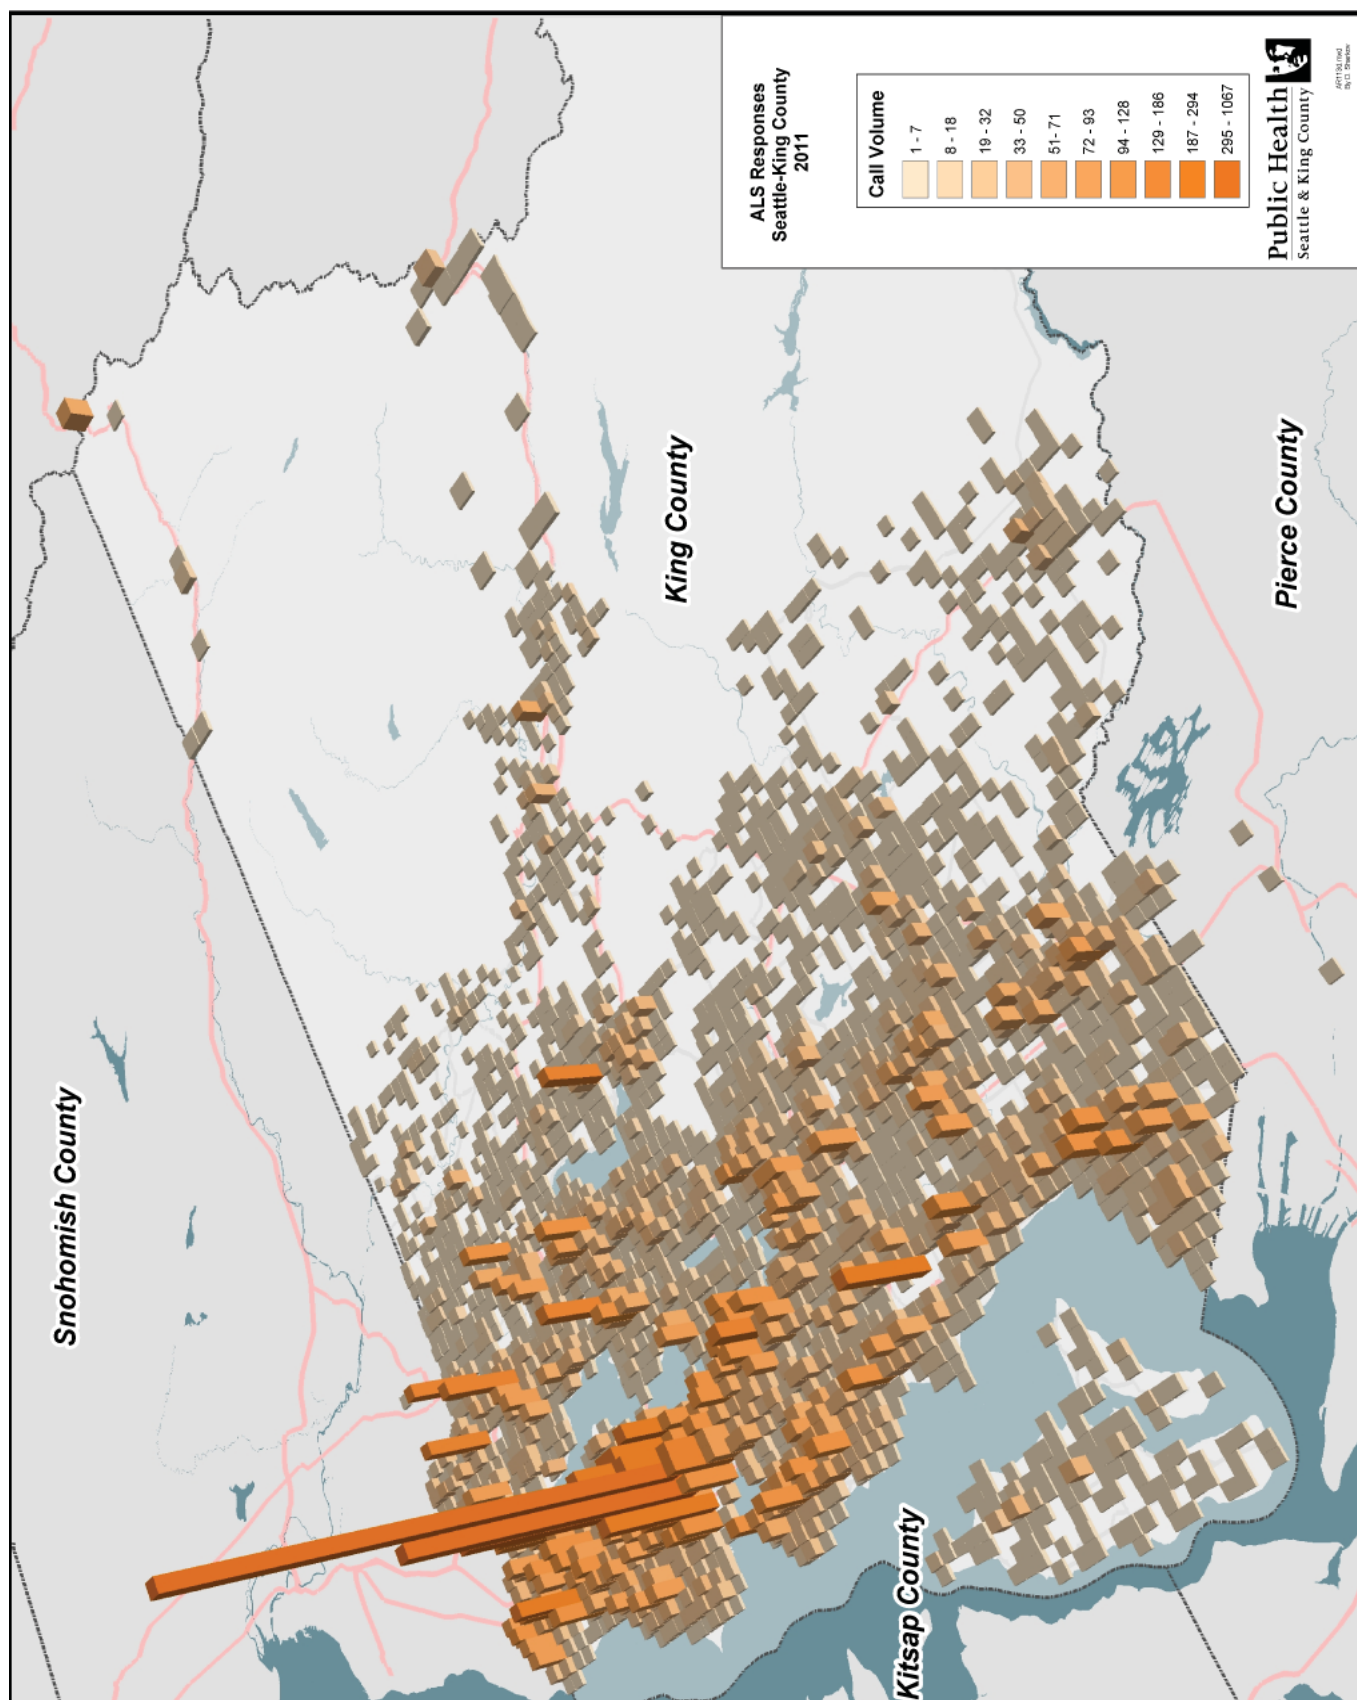 Snohomish County
King County
Pierce County
Kitsap County
ALS Responses
Seattle-King County
2011
Call Volume
1 - 7
8 - 18
19 - 32
33 - 50
51 - 71
72 - 93
94 - 128
129 - 186
187 - 294
295 - 1067
Public Health
Seattle & King County